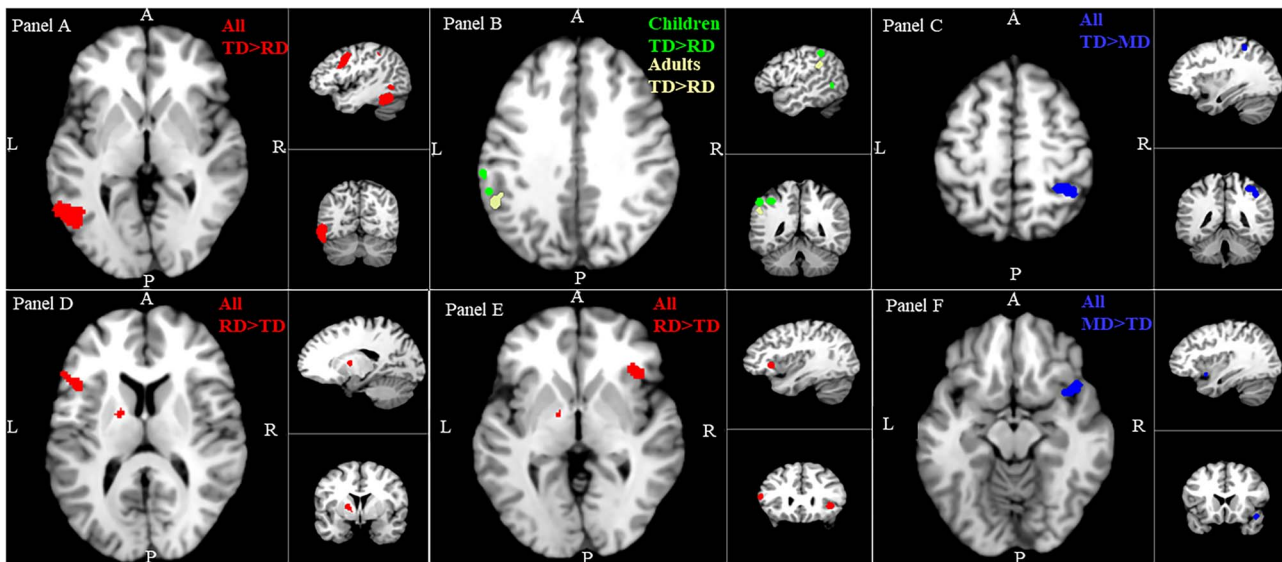 Panel A
A
All
TD>RD
L
R
P
Panel B
A
Children
TD>RD
Adults
TD>RD
L
R
P
Panel C
A
All
TD>MD
L
R
P
Panel D
A
All
RD>TD
L
R
P
Panel E
A
All
RD>TD
L
R
P
Panel F
A
All
MD>TD
L
R
P